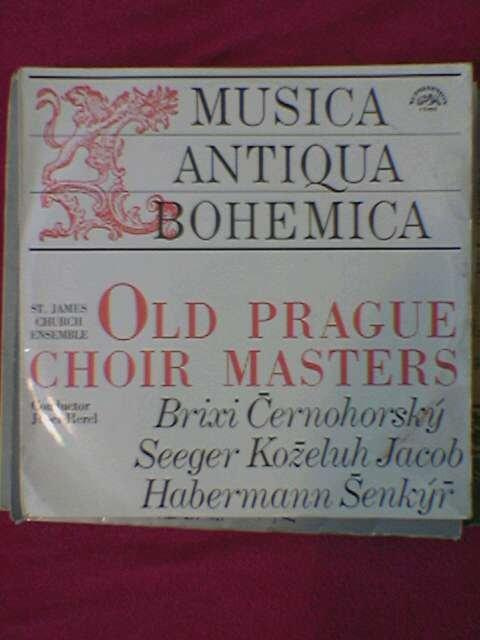 MUSICA
ANTIQUA
BOHEMICA
ST. JAMES
CHURCH
ENSEMBLE
OLD PRAGUE
CHOIR MASTERS
Conductor
Brixi Černohorský
Seeger Koželuh Jacob
Habermann Šenkýř